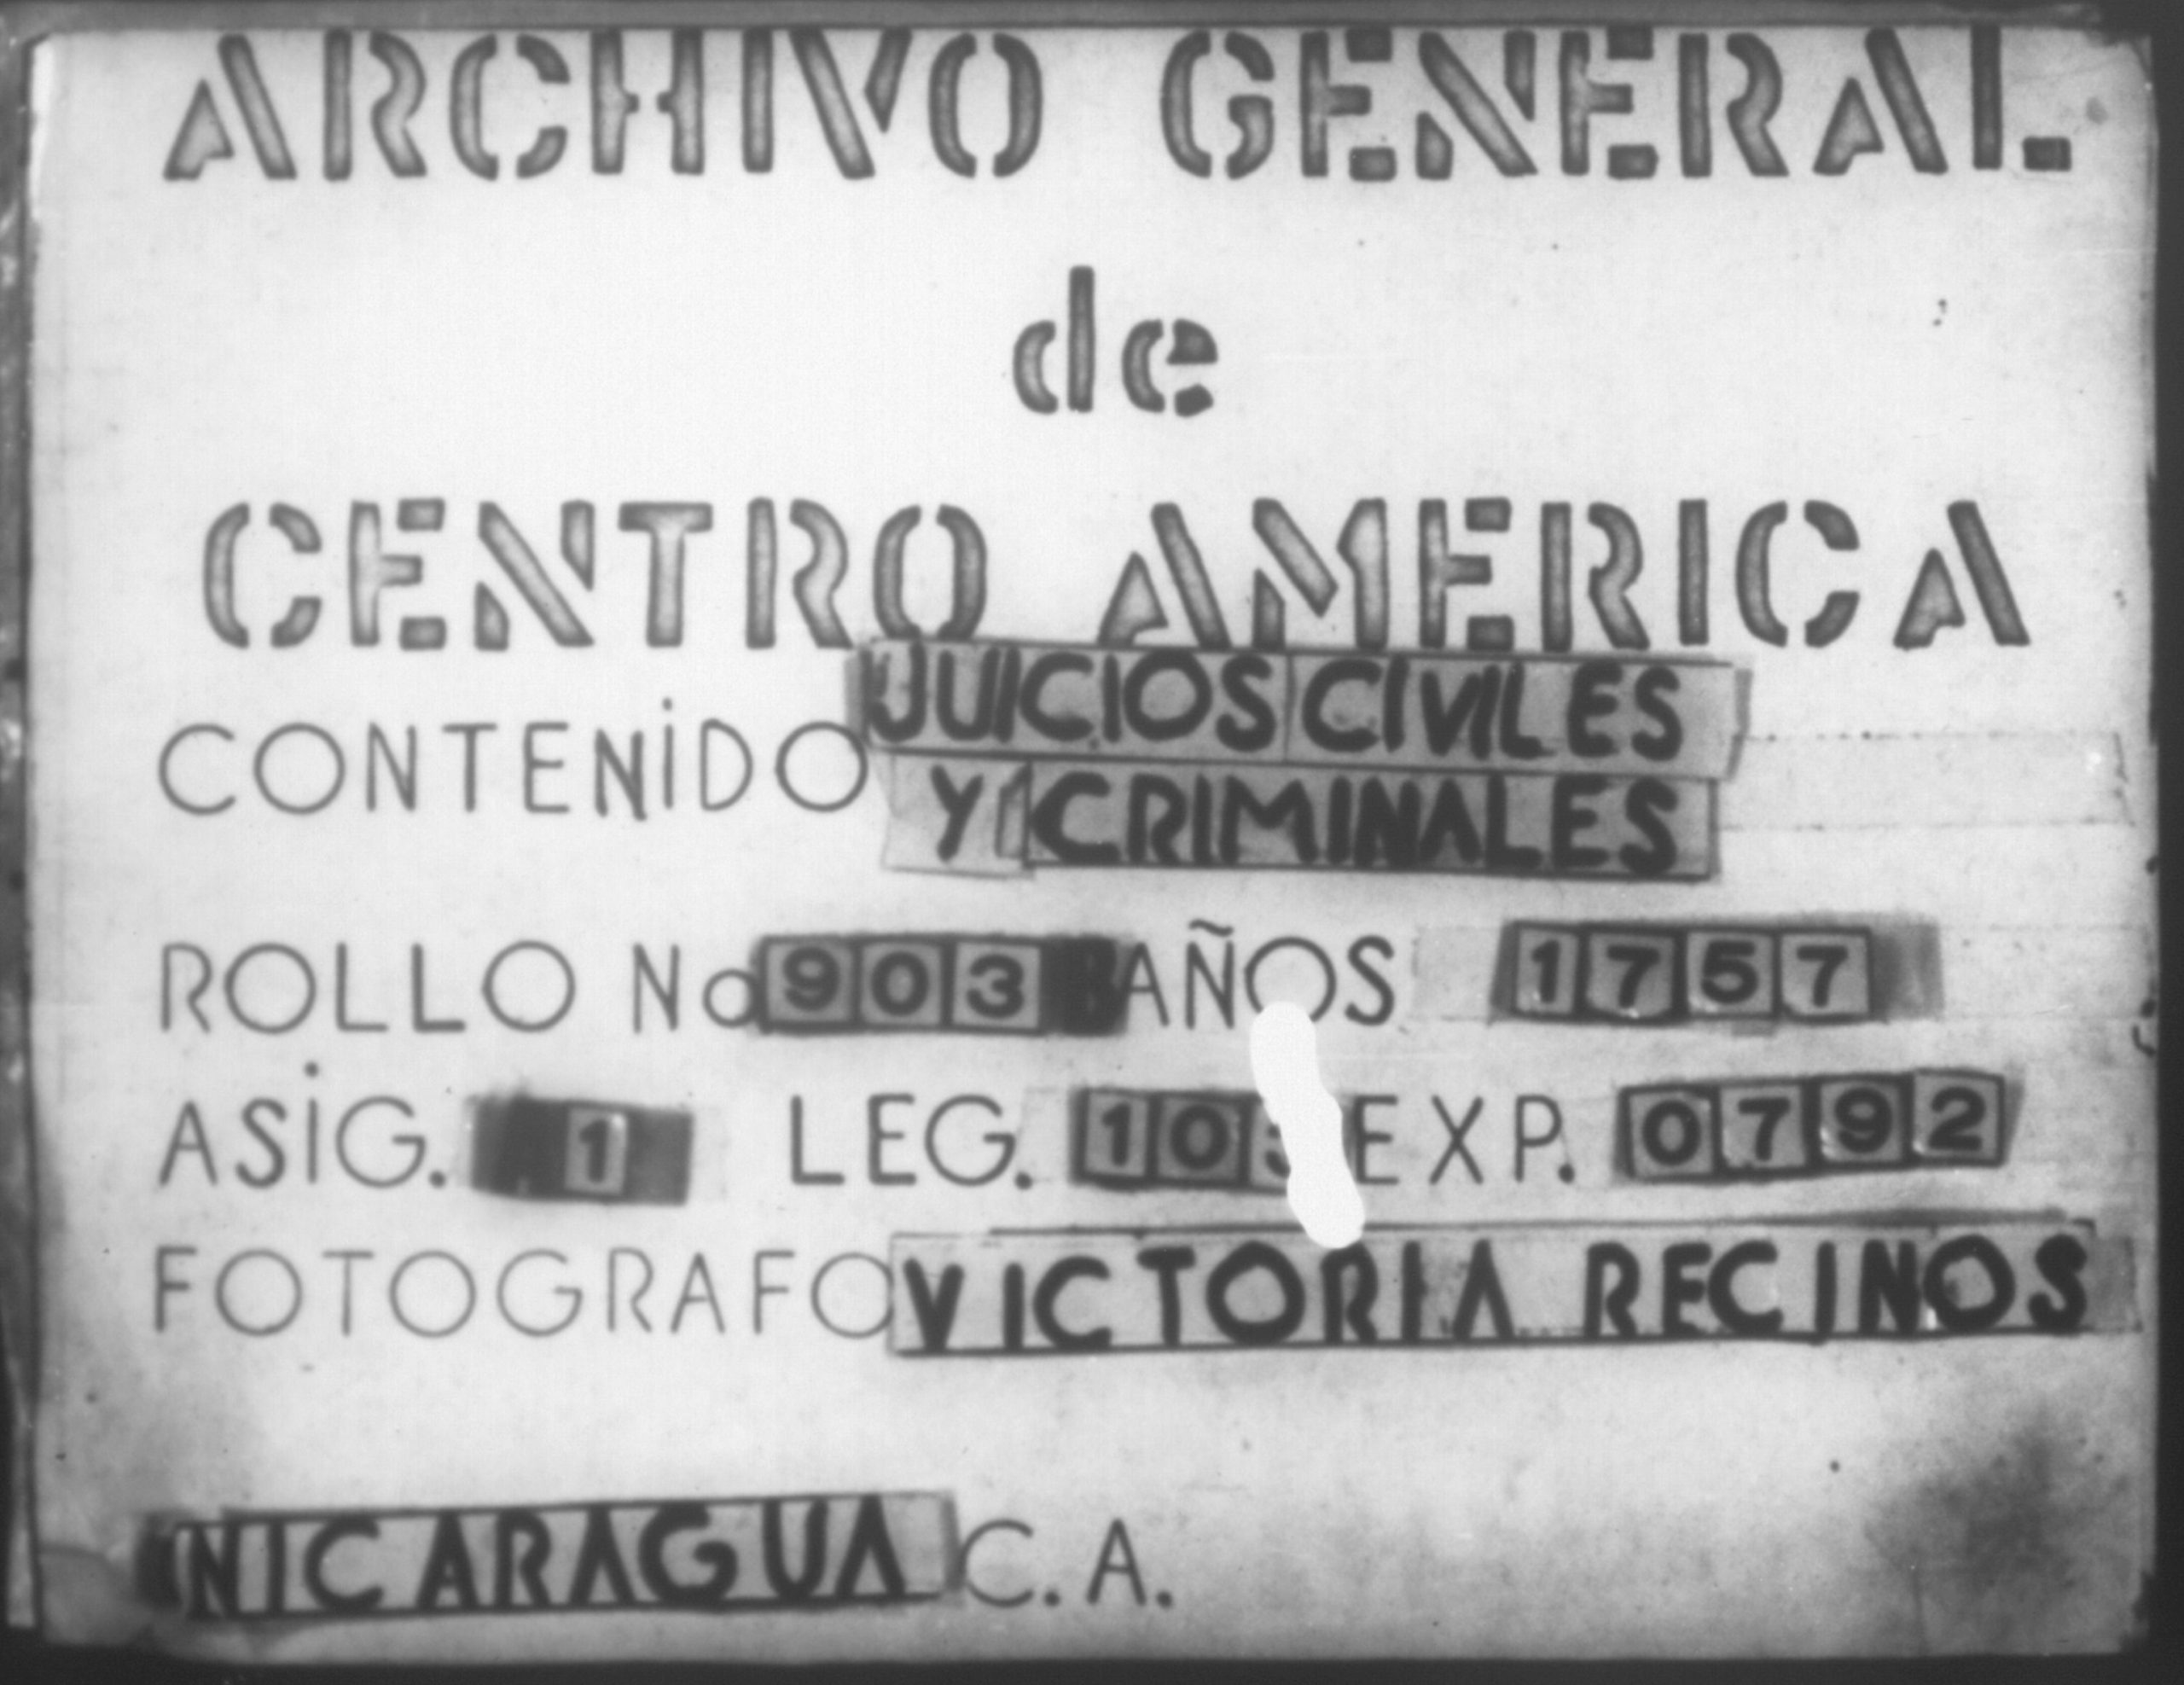 ARCHIVO GENERAL
de
CENTRO AMERICA
CONTENIDO JUICIOS CIVILES
Y CRIMINALES
ROLLO No 903 AÑOS 1757
ASIG. 1 LEG. EXP. 0792
FOTOGRAFO VICTORIA RECINOS
NICARAGUA C.A.